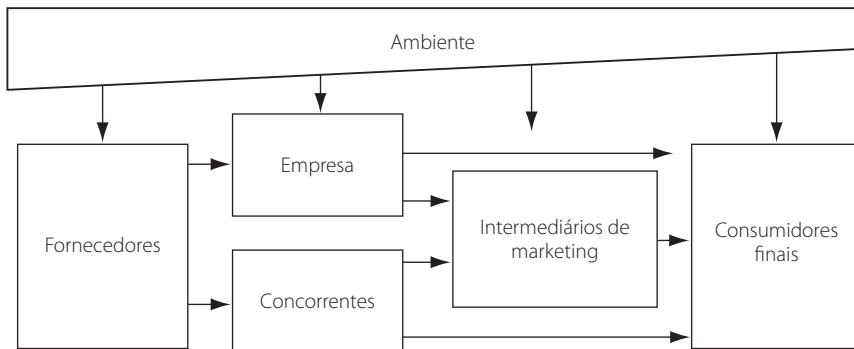 Ambiente
Empresa
Fornecedores
Intermediários de
marketing
Consumidores
finais
Concorrentes